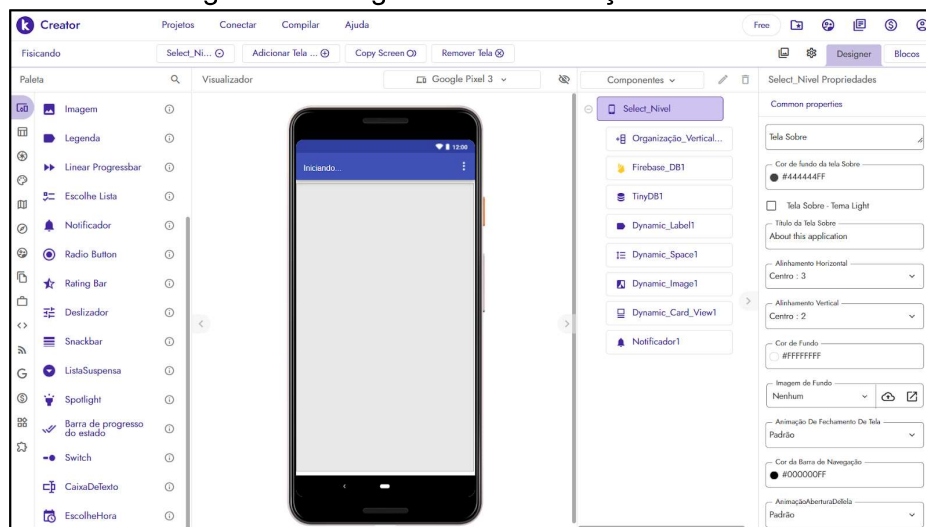 Creator
Projetos
Conectar
Compilar
Ajuda
Free
Fisicando
Select_Ni...
Adicionar Tela ...
Copy Screen
Remover Tela
Designer
Blocos
Paleta
Visualizador
Google Pixel 3
Componentes
Select_Nivel Propriedades
Imagem
Legenda
Linear Progressbar
Escolhe Lista
Notificador
Radio Button
Rating Bar
Deslizador
Snackbar
ListaSuspensa
Spotlight
Barra de progresso
do estado
Switch
CaixaDeTexto
EscolheHora
12:00
Iniciando...
Select_Nivel
Organização_Vertical...
Firebase_DB1
TinyDB1
Dynamic_Label1
Dynamic_Space1
Dynamic_Image1
Dynamic_Card_View1
Notificador1
Common properties
Tela Sobre
Cor de fundo da tela Sobre
#444444FF
Tela Sobre - Tema Light
Título da Tela Sobre
About this application
Alinhamento Horizontal
Centro : 3
Alinhamento Vertical
Centro : 2
Cor de Fundo
#FFFFFFFF
Imagem de Fundo
Nenhum
Animação De Fechamento De Tela
Padrão
Cor da Barra de Navegação
#000000FF
AnimaçãoAberturaDeTela
Padrão